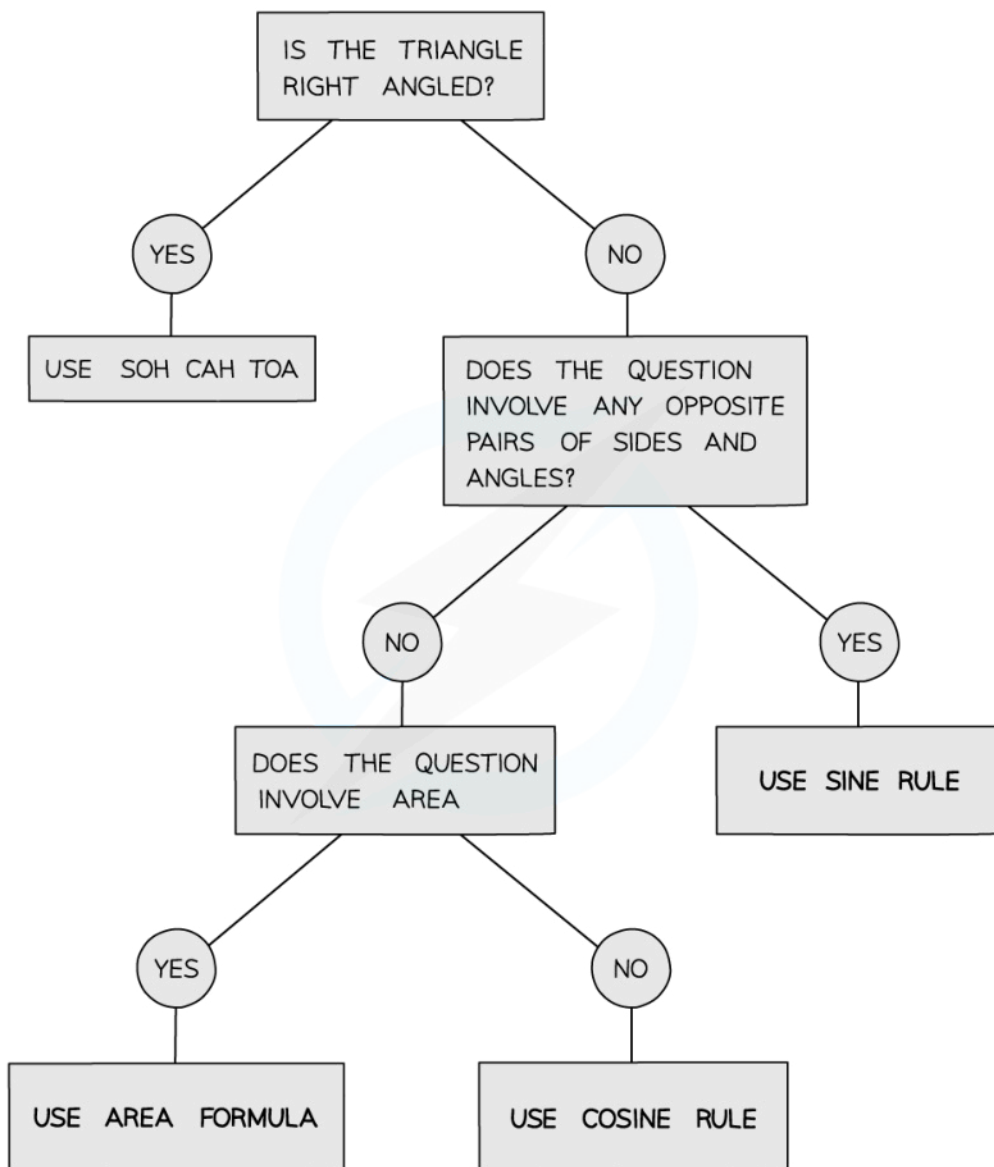 IS THE TRIANGLE
RIGHT ANGLED?
YES
NO
USE SOH CAH TOA
DOES THE QUESTION
INVOLVE ANY OPPOSITE
PAIRS OF SIDES AND
ANGLES?
NO
YES
DOES THE QUESTION
INVOLVE AREA
USE SINE RULE
YES
NO
USE AREA FORMULA
USE COSINE RULE